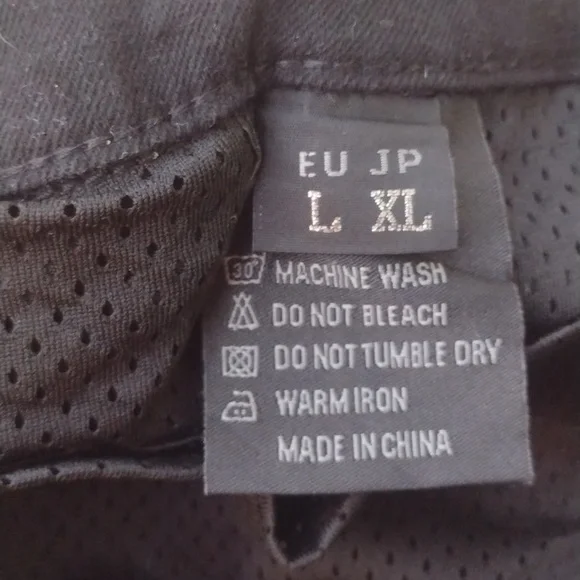 EU JP
L XL
30° MACHINE WASH
DO NOT BLEACH
DO NOT TUMBLE DRY
WARM IRON
MADE IN CHINA